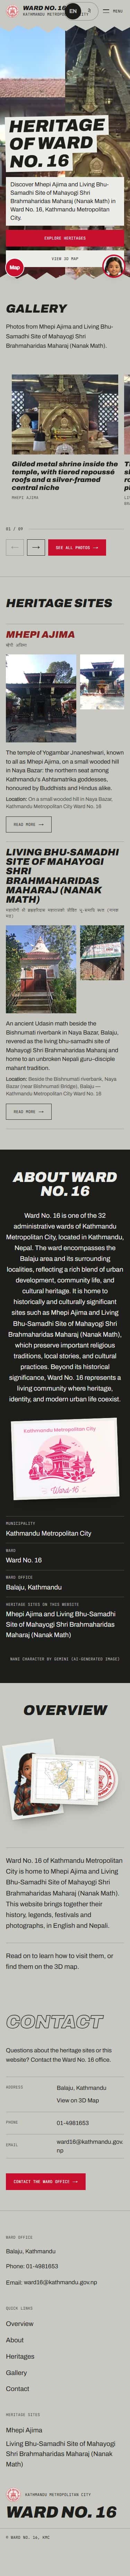 WARD NO. 16
KATHMANDU METROPOLITAN CITY
EN
MENU
HERITAGE
OF WARD
NO. 16
Discover Mhepi Ajima and Living Bhu-
Samadhi Site of Mahayogi Shri
Brahmaharidas Maharaj (Nanak Math) in
Ward No. 16, Kathmandu Metropolitan
City.
EXPLORE HERITAGES
VIEW 3D MAP
Map
GALLERY
Photos from Mhepi Ajima and Living Bhu-
Samadhi Site of Mahayogi Shri
Brahmaharidas Maharaj (Nanak Math).
Gilded metal shrine inside the
temple, with tiered repoussé
roofs and a silver-framed
central niche
MHEPI AJIMA
01 / 09
SEE ALL PHOTOS →
HERITAGE SITES
MHEPI AJIMA
The temple of Yogambar Jnaneshwari, known
to all as Mhepi Ajima, on a small wooded hill
in Naya Bazar: the northern seat among
Kathmandu's Ashtamatrika goddesses,
honoured by Hindus and Buddhists alike.
Location: On a small wooded hill in Naya Bazar,
Kathmandu Metropolitan City Ward No. 16
READ MORE →
LIVING BHU-SAMADHI
SITE OF MAHAYOGI
SHRI
BRAHMAHARIDAS
MAHARAJ (NANAK
MATH)
An ancient Udasin math beside the
Bishnumati riverbank in Naya Bazar, Balaju,
revered as the living bhu-samadhi site of
Mahayogi Shri Brahmaharidas Maharaj and
home to an unbroken Nepali guru-disciple
mahant tradition.
Location: Beside the Bishnumati riverbank, Naya
Bazar (near Bishnumati Bridge), Balaju —
Kathmandu Metropolitan City Ward No. 16
READ MORE →
ABOUT WARD
NO. 16
Ward No. 16 is one of the 32
administrative wards of Kathmandu
Metropolitan City, located in Kathmandu,
Nepal. The ward encompasses the
Balaju area and its surrounding
localities, reflecting a rich blend of urban
development, community life, and
cultural heritage. It is home to
historically and culturally significant
sites such as Mhepi Ajima and Living
Bhu-Samadhi Site of Mahayogi Shri
Brahmaharidas Maharaj (Nanak Math),
which preserve important religious
traditions, local stories, and cultural
practices. Beyond its historical
significance, Ward No. 16 represents a
living community where heritage,
identity, and modern urban life coexist.
Kathmandu Metropolitan City
Ward-16
MUNICIPALITY
Kathmandu Metropolitan City
WARD
Ward No. 16
WARD OFFICE
Balaju, Kathmandu
HERITAGE SITES ON THIS WEBSITE
Mhepi Ajima and Living Bhu-Samadhi
Site of Mahayogi Shri Brahmaridas
Maharaj (Nanak Math)
OVERVIEW
Ward No. 16 of Kathmandu Metropolitan
City is home to Mhepi Ajima and Living
Bhu-Samadhi Site of Mahayogi Shri
Brahmaharidas Maharaj (Nanak Math).
This website brings together their
history, legends, festivals and
photographs, in English and Nepali.
Read on to learn how to visit them, or
find them on the 3D map.
CONTACT
Questions about the heritage sites or this
website? Contact the Ward No. 16 office.
ADDRESS
Balaju, Kathmandu
View on 3D Map
PHONE
01-4981653
EMAIL
ward16@kathmandu.gov.
np
CONTACT THE WARD OFFICE →
WARD OFFICE
Balaju, Kathmandu
Phone: 01-4981653
Email: ward16@kathmandu.gov.np
QUICK LINKS
Overview
About
Heritages
Gallery
Contact
HERITAGE SITES
Mhepi Ajima
Living Bhu-Samadhi Site of Mahayogi
Shri Brahmaharidas Maharaj (Nanak
Math)
KATHMANDU METROPOLITAN CITY
WARD NO. 16
© WARD NO. 16, KMC